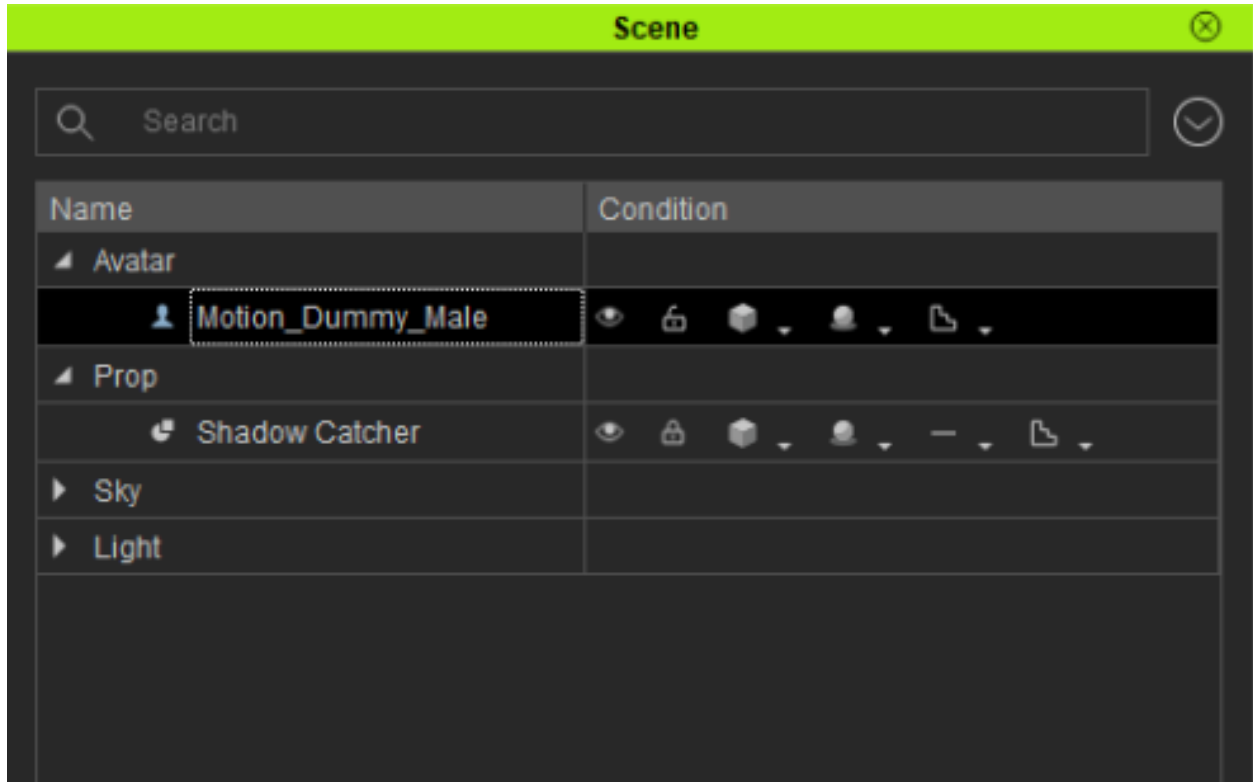 Scene
Search
Name Condition
Avatar
Motion_Dummy_Male
Prop
Shadow Catcher
Sky
Light